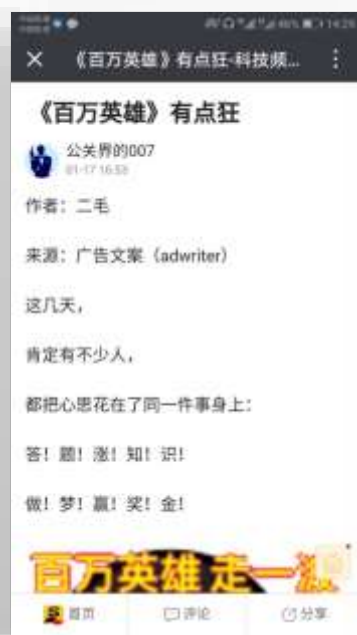 14:29
《百万英雄》有点狂-科技频...
《百万英雄》有点狂
公关界的007
01-17 16:53
作者：二毛
来源：广告文案（adwriter）
这几天，
肯定有不少人，
都把心思花在了同一件事身上：
答！题！涨！知！识！
做！梦！赢！奖！金！
百万英雄走一波
首页
评论
分享